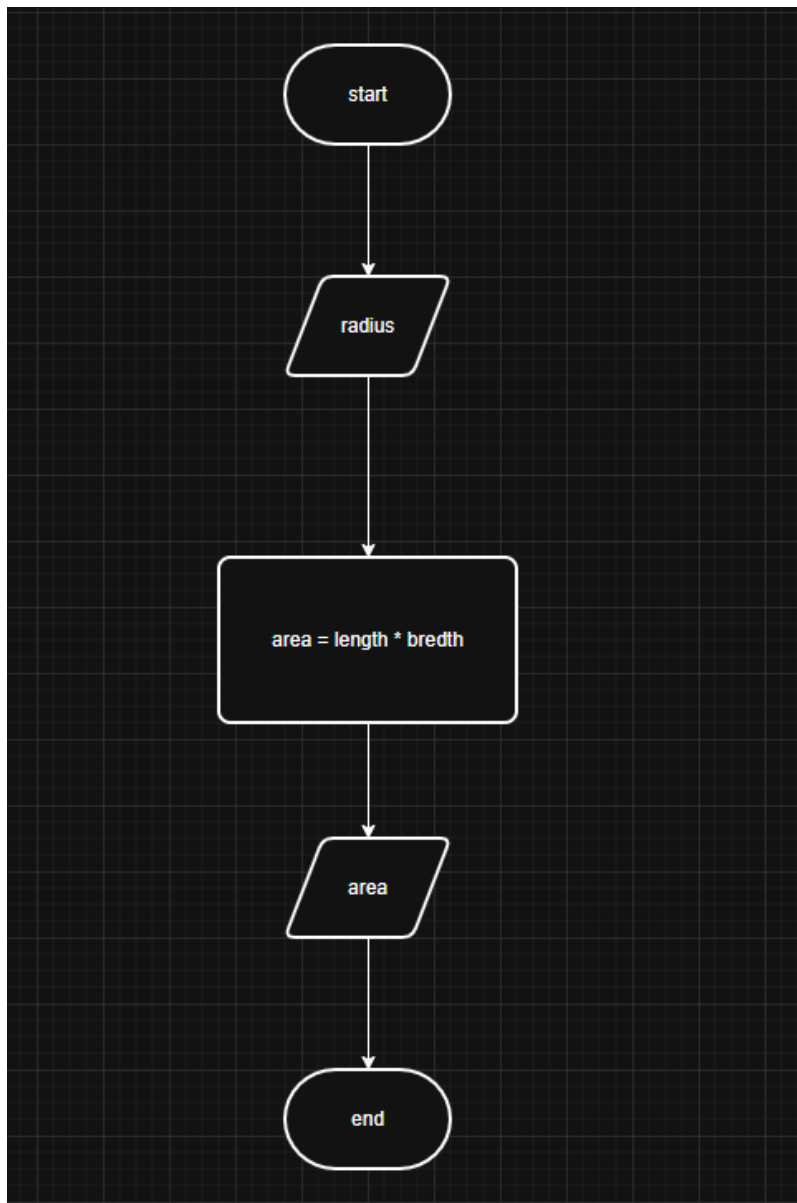 start
radius
area = length * bredth
area
end